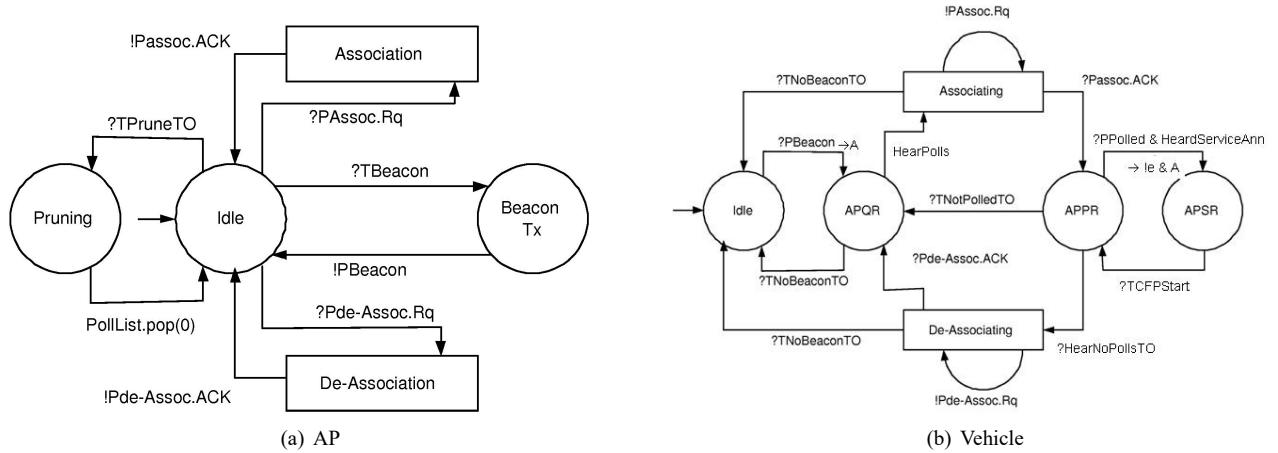 !Passoc.ACK
Association
?PAssoc.Rq
?TPruneTO
?TBeacon
Pruning
Idle
Beacon
Tx
!PBeacon
?Pde-Assoc.Rq
PollList.pop(0)
!Pde-Assoc.ACK
De-Association
(a) AP
!PAssoc.Rq
?TNoBeaconTO
Associating
?Passoc.ACK
?PBeacon →A
HearPolls
?PPolled & HeardServiceAnn
→ !e & A
Idle
APQR
?TNotPolledTO
APPR
APSR
?TNoBeaconTO
?Pde-Assoc.ACK
?TCFPStart
?TNoBeaconTO
De-Associating
?HearNoPollsTO
!Pde-Assoc.Rq
(b) Vehicle